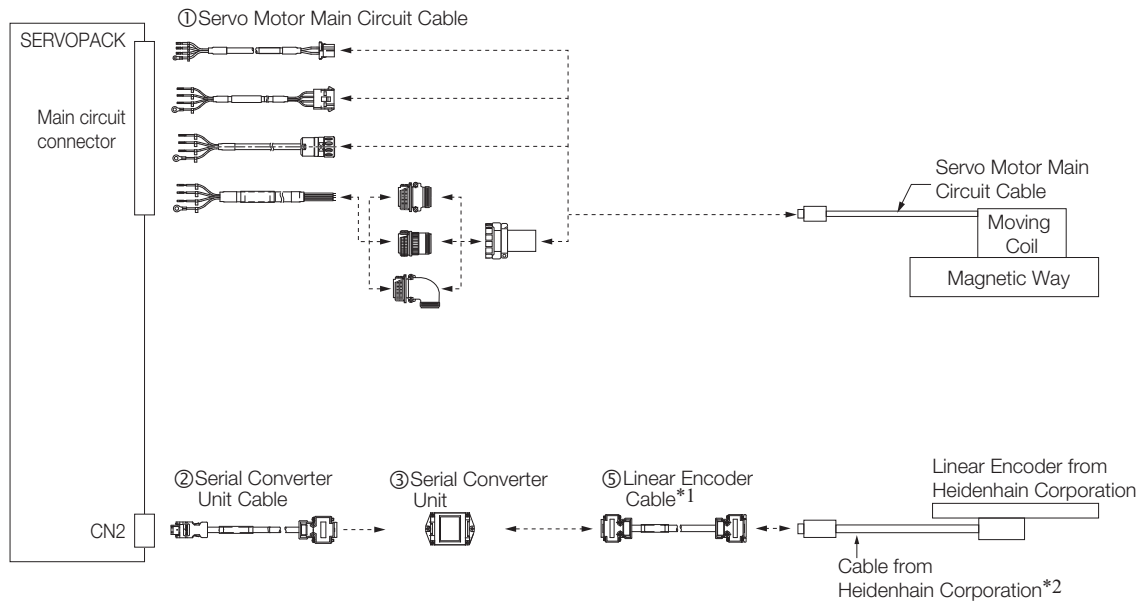 ①Servo Motor Main Circuit Cable
SERVOPACK
Main circuit
connector
Servo Motor Main
Circuit Cable
Moving
Coil
Magnetic Way
②Serial Converter
Unit Cable
③Serial Converter
Unit
⑤Linear Encoder
Cable*1
Linear Encoder from
Heidenhain Corporation
CN2
Cable from
Heidenhain Corporation*2